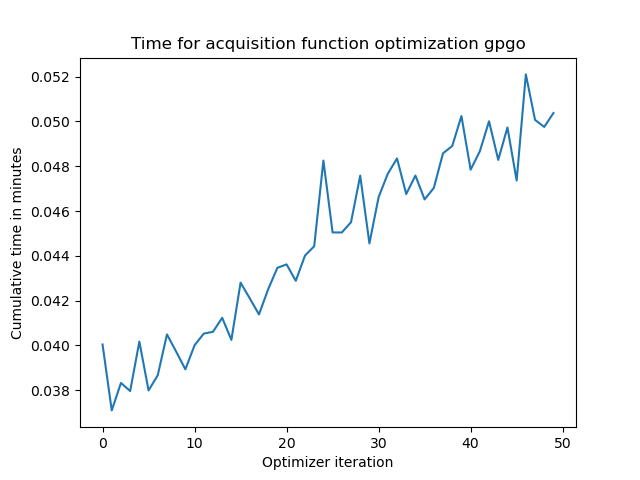 Time for acquisition function optimization gpgo
Cumulative time in minutes
0.052
0.050
0.048
0.046
0.044
0.042
0.040
0.038
0 10 20 30 40 50
Optimizer iteration